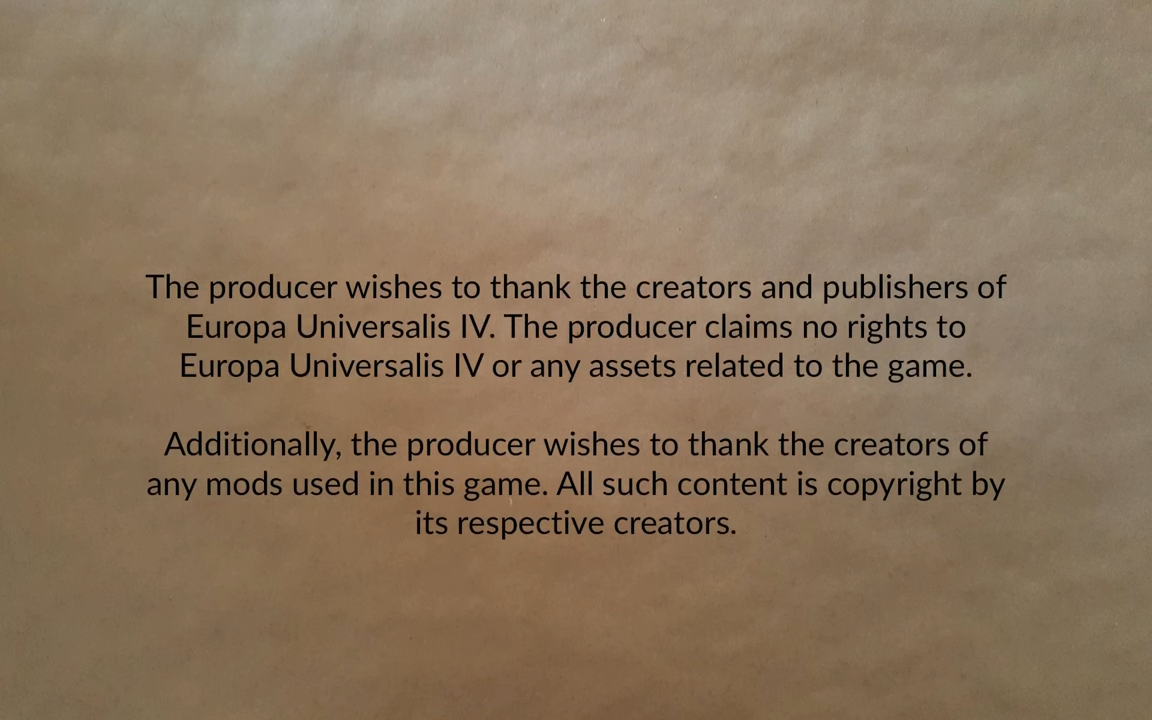 The producer wishes to thank the creators and publishers of
Europa Universalis IV. The producer claims no rights to
Europa Universalis IV or any assets related to the game.
Additionally, the producer wishes to thank the creators of
any mods used in this game. All such content is copyright by
its respective creators.